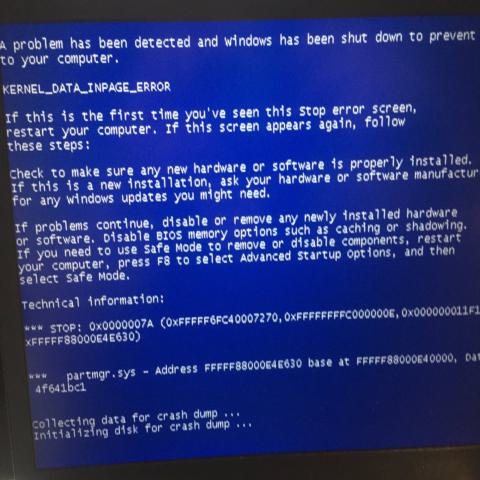 A problem has been detected and windows has been shut down to prevent
to your computer.
KERNEL_DATA_INPAGE_ERROR
If this is the first time you've seen this Stop error screen,
restart your computer. If this screen appears again, follow
these steps:
Check to make sure any new hardware or software is properly installed.
If this is a new installation, ask your hardware or software manufactur
for any windows updates you might need.
If problems continue, disable or remove any newly installed hardware
or software. Disable BIOS memory options such as caching or shadowing.
If you need to use Safe Mode to remove or disable components, restart
your computer, press F8 to select Advanced Startup Options, and then
select Safe Mode.
Technical information:
*** STOP: 0x0000007A (0xFFFFF6FC40007270,0xFFFFFFFFC000000E,0x000000011F1
xFFFFF88000E4E630)
*** partmgr.sys - Address FFFFF88000E4E630 base at FFFFF88000E40000, Dat
4f641bc1
Collecting data for crash dump ...
Initializing disk for crash dump ...